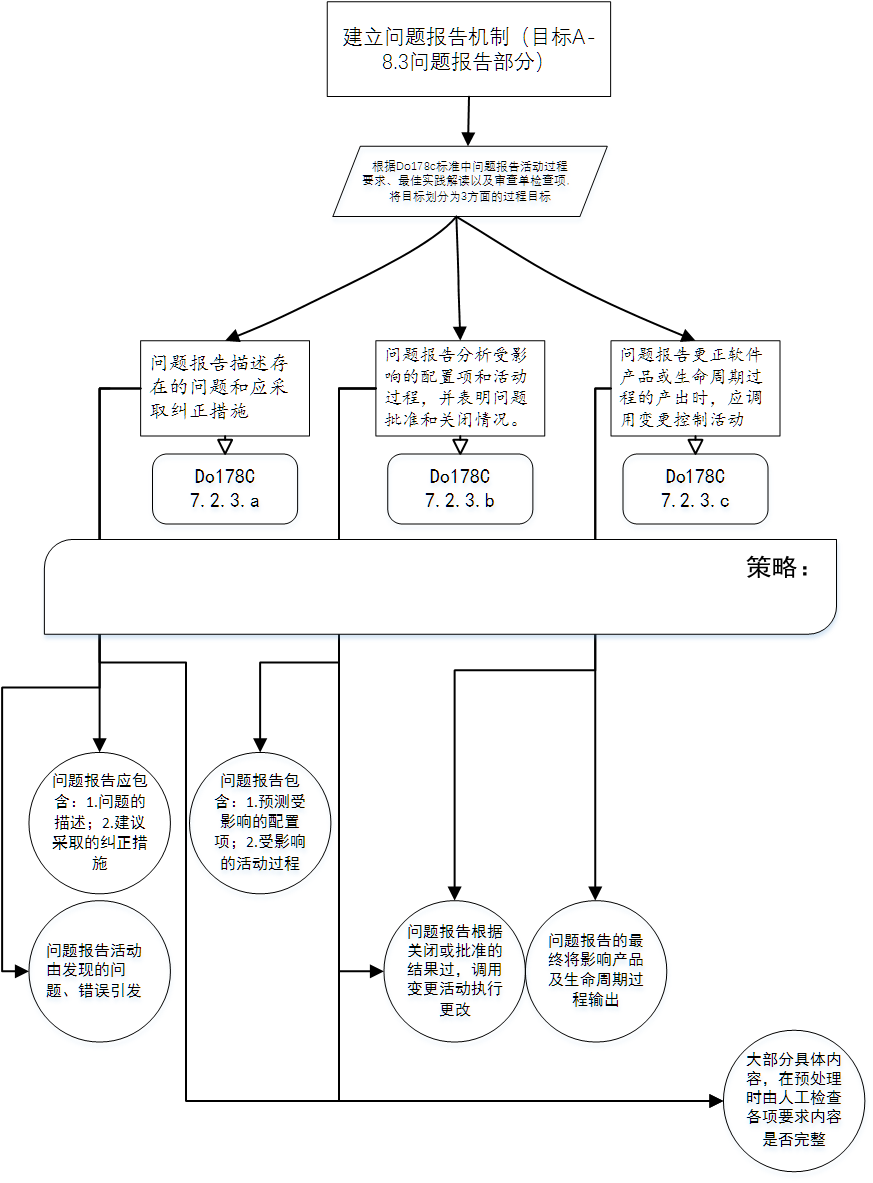 建立问题报告机制（目标A-
8.3问题报告部分）
根据Do178c标准中问题报告活动过程
要求、最佳实践解读以及审查单检查项，
将目标划分为3方面的过程目标
问题报告描述存
在的问题和应采
取纠正措施
问题报告分析受影
响的配置项和活动
过程，并表明问题
批准和关闭情况。
问题报告更正软件
产品或生命周期过
程的产出时，应调
用变更控制活动
Do178C
7.2.3.a
Do178C
7.2.3.b
Do178C
7.2.3.c
策略：
问题报告应包
含：1.问题的
描述；2.建议
采取的纠正措
施
问题报告包
含：1.预测受
影响的配置
项；2.受影响
的活动过程
问题报告活动
由发现的问
题、错误引发
问题报告根据
关闭或批准的
结果过，调用
变更活动执行
更改
问题报告的最
终将影响产品
及生命周期过
程输出
大部分具体内
容，在预处理
时由人工检查
各项要求内容
是否完整